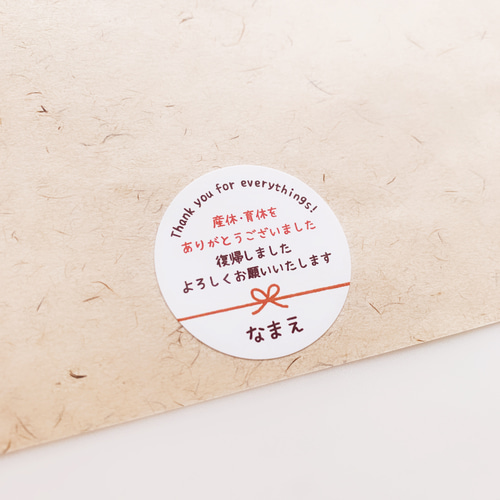 Thank you for everythings!
産休・育休を
ありがとうございました
復帰しました
よろしくお願いいたします
なまえ